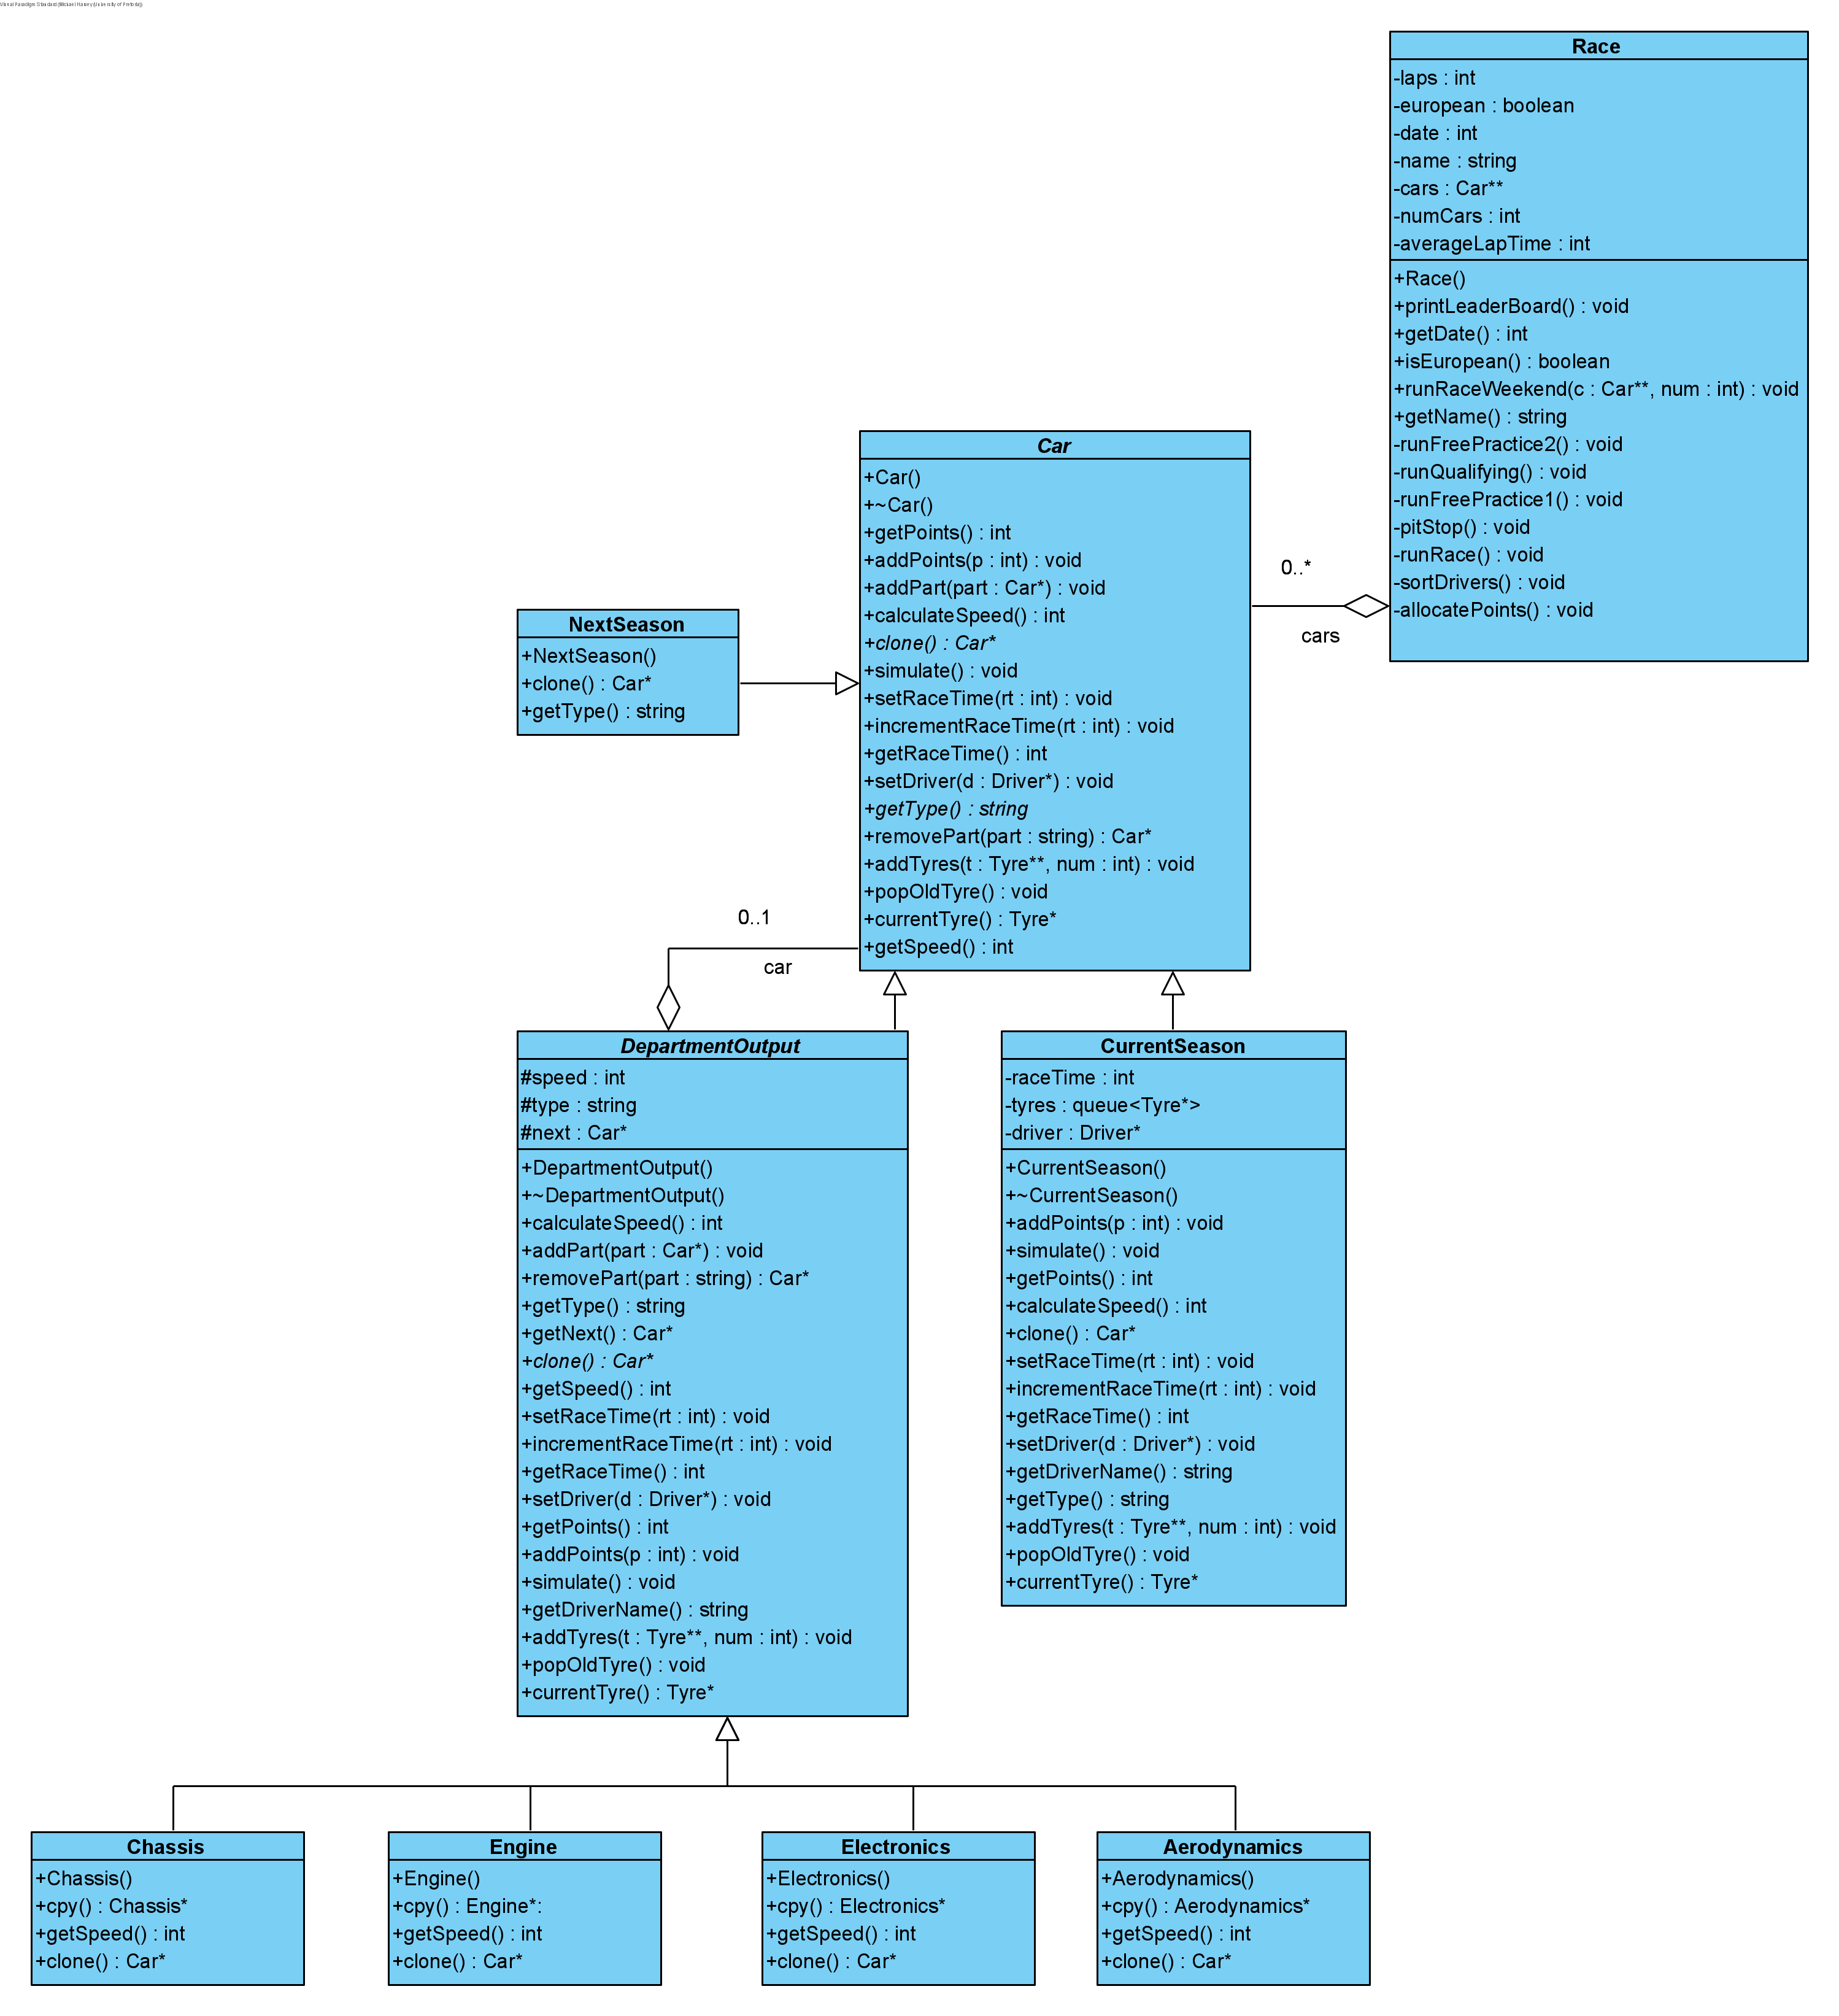 Visual Paradigm Standard (Michael Harvey(University of Pretoria))
Race
-laps : int
-european : boolean
-date : int
-name : string
-cars : Car**
-numCars : int
-averageLapTime : int
+Race()
+printLeaderBoard() : void
+getDate() : int
+isEuropean() : boolean
+runRaceWeekend(c : Car**, num : int) : void
+getName() : string
-runFreePractice2() : void
-runQualifying() : void
-runFreePractice1() : void
-pitStop() : void
-runRace() : void
-sortDrivers() : void
-allocatePoints() : void
Car
+Car()
+~Car()
+getPoints() : int
+addPoints(p : int) : void
+addPart(part : Car*) : void
+calculateSpeed() : int
+clone() : Car*
+simulate() : void
+setRaceTime(rt : int) : void
+incrementRaceTime(rt : int) : void
+getRaceTime() : int
+setDriver(d : Driver*) : void
+getType() : string
+removePart(part : string) : Car*
+addTyres(t : Tyre**, num : int) : void
+popOldTyre() : void
+currentTyre() : Tyre*
+getSpeed() : int
0..*
cars
NextSeason
+NextSeason()
+clone() : Car*
+getType() : string
0..1
car
DepartmentOutput
#speed : int
#type : string
#next : Car*
+DepartmentOutput()
+~DepartmentOutput()
+calculateSpeed() : int
+addPart(part : Car*) : void
+removePart(part : string) : Car*
+getType() : string
+getNext() : Car*
+clone() : Car*
+getSpeed() : int
+setRaceTime(rt : int) : void
+incrementRaceTime(rt : int) : void
+getRaceTime() : int
+setDriver(d : Driver*) : void
+getPoints() : int
+addPoints(p : int) : void
+simulate() : void
+getDriverName() : string
+addTyres(t : Tyre**, num : int) : void
+popOldTyre() : void
+currentTyre() : Tyre*
CurrentSeason
-raceTime : int
-tyres : queue<Tyre*>
-driver : Driver*
+CurrentSeason()
+~CurrentSeason()
+addPoints(p : int) : void
+simulate() : void
+getPoints() : int
+calculateSpeed() : int
+clone() : Car*
+setRaceTime(rt : int) : void
+incrementRaceTime(rt : int) : void
+getRaceTime() : int
+setDriver(d : Driver*) : void
+getDriverName() : string
+getType() : string
+addTyres(t : Tyre**, num : int) : void
+popOldTyre() : void
+currentTyre() : Tyre*
Chassis
+Chassis()
+cpy() : Chassis*
+getSpeed() : int
+clone() : Car*
Engine
+Engine()
+cpy() : Engine*:
+getSpeed() : int
+clone() : Car*
Electronics
+Electronics()
+cpy() : Electronics*
+getSpeed() : int
+clone() : Car*
Aerodynamics
+Aerodynamics()
+cpy() : Aerodynamics*
+getSpeed() : int
+clone() : Car*